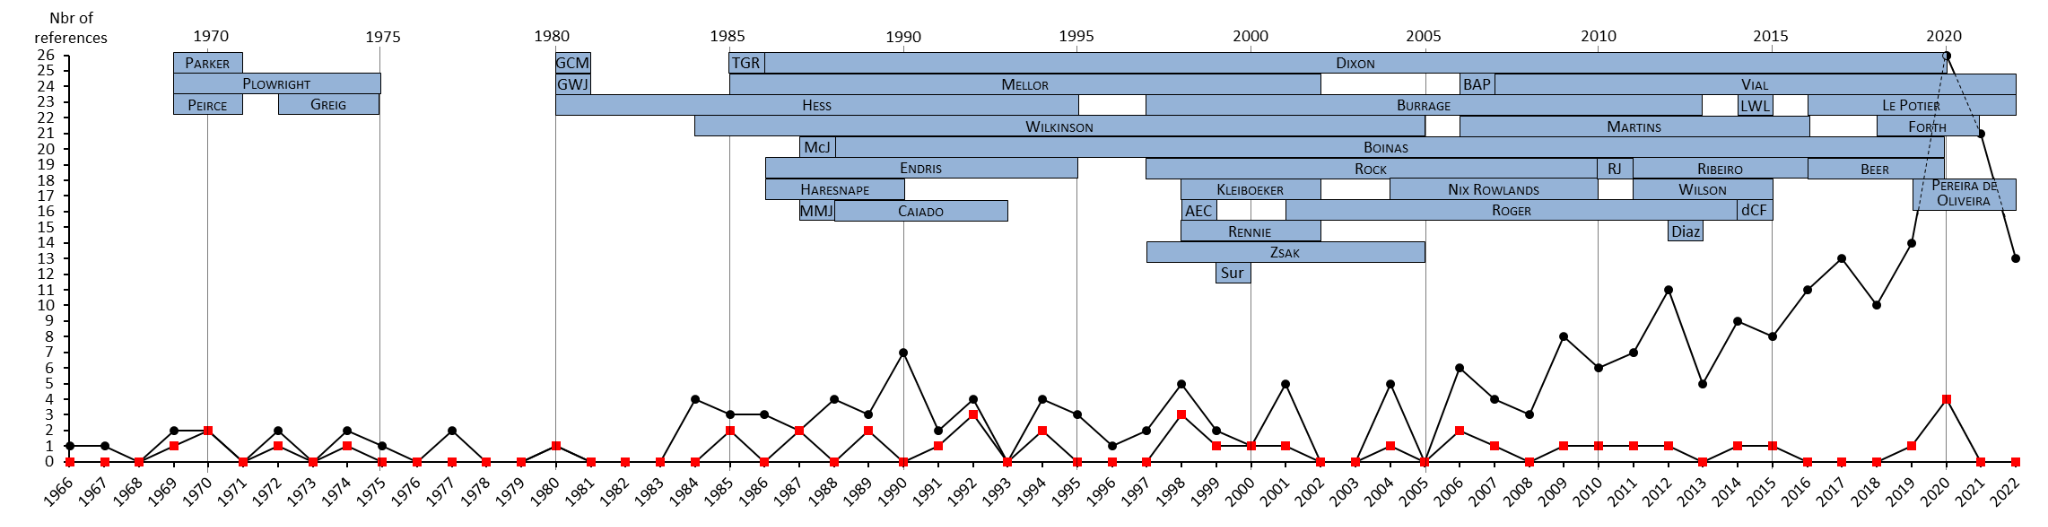 Nbr of
references
1970 1975 1980 1985 1990 1995 2000 2005 2010 2015 2020
26 PARKER GCM TGR DIXON
25
24 PLOWRIGHT GWJ MELLOR BAP VIAL
23 PEIRCE GREIG HESS BURRAGE LWL LE POTIER
22
21 WILKINSON MARTINS FORTH
20 McJ BOINAS
19 ENDRIS ROCK RJ RIBEIRO BEER
18
17 HARESNAPE KLEIBOEKER NIX ROWLANDS WILSON PEREIRA DE
OLIVEIRA
16 MMJ CAIADO AEC ROGER dCF
15
14 RENNIE Diaz
13 ZSAK
12 Sur
11
10
9
8
7
6
5
4
3
2
1
0
1966 1967 1968 1969 1970 1971 1972 1973 1974 1975 1976 1977 1978 1979 1980 1981 1982 1983 1984 1985 1986 1987 1988 1989 1990 1991 1992 1993 1994 1995 1996 1997 1998 1999 2000 2001 2002 2003 2004 2005 2006 2007 2008 2009 2010 2011 2012 2013 2014 2015 2016 2017 2018 2019 2020 2021 2022